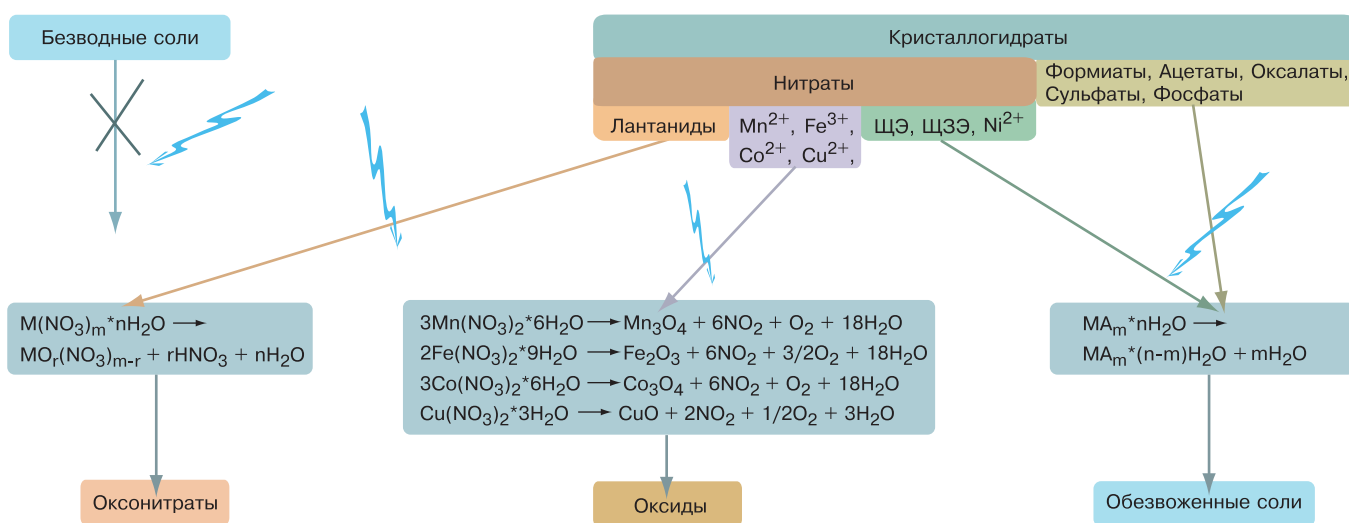 Безводные соли
Кристаллогидраты
Нитраты
Формиаты, Ацетаты, Оксалаты,
Сульфаты, Фосфаты
Лантаниды
Mn²⁺, Fe³⁺,
Co²⁺, Cu²⁺,
ЩЭ, ЩЗЭ, Ni²⁺
M(NO₃)ₘ*nH₂O →
MOᵣ(NO₃)ₘ₋ᵣ + rHNO₃ + nH₂O
3Mn(NO₃)₂*6H₂O → Mn₃O₄ + 6NO₂ + O₂ + 18H₂O
2Fe(NO₃)₂*9H₂O → Fe₂O₃ + 6NO₂ + 3/2O₂ + 18H₂O
3Co(NO₃)₂*6H₂O → Co₃O₄ + 6NO₂ + O₂ + 18H₂O
Cu(NO₃)₂*3H₂O → CuO + 2NO₂ + 1/2O₂ + 3H₂O
MAₘ*nH₂O →
MAₘ*(n-m)H₂O + mH₂O
Оксонитраты
Оксиды
Обезвоженные соли